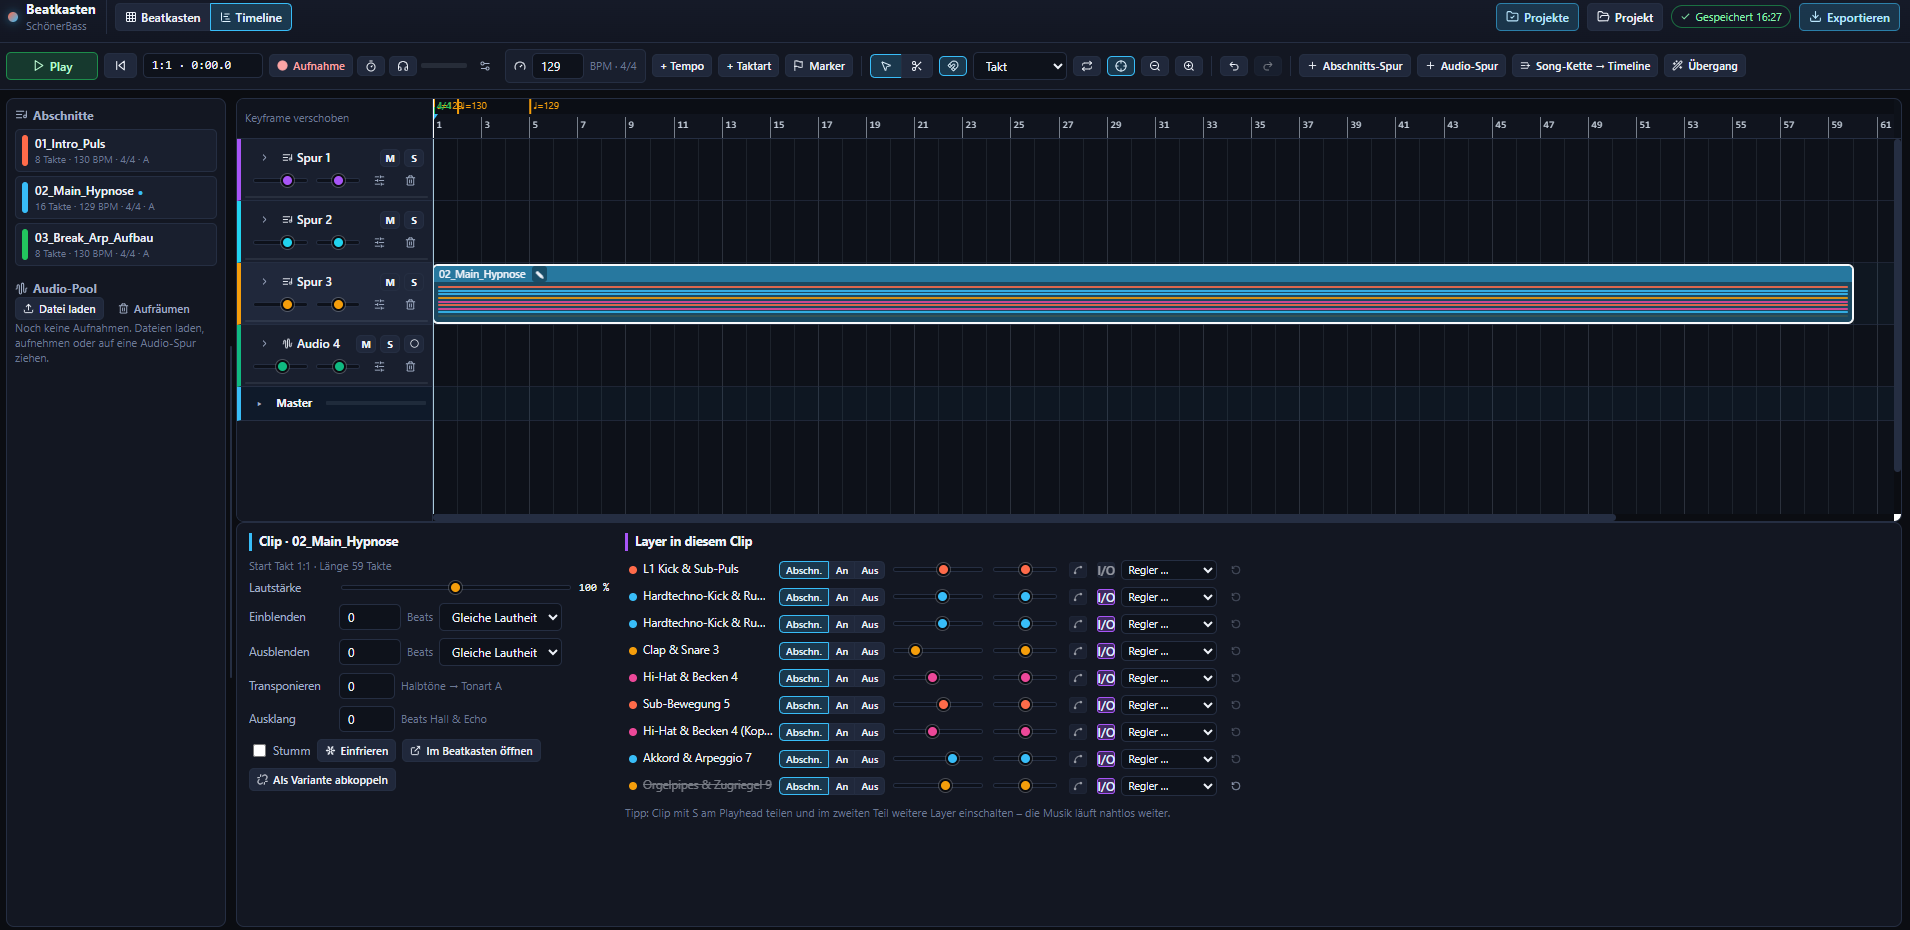 Beatkasten
SchönerBass
Beatkasten Timeline
Projekte Projekt Gespeichert 16:27 Exportieren
Play 1:1 · 0:00.0 Aufnahme 129 BPM · 4/4 + Tempo + Taktart Marker Takt + Abschnitts-Spur + Audio-Spur Song-Kette → Timeline Übergang
Abschnitte
01_Intro_Puls
8 Takte · 130 BPM · 4/4 · A
02_Main_Hypnose
16 Takte · 129 BPM · 4/4 · A
03_Break_Arp_Aufbau
8 Takte · 130 BPM · 4/4 · A
Audio-Pool
Datei laden Aufräumen
Noch keine Aufnahmen. Dateien laden,
aufnehmen oder auf eine Audio-Spur
ziehen.
Keyframe verschoben
♩=130 ♩=129
1 3 5 7 9 11 13 15 17 19 21 23 25 27 29 31 33 35 37 39 41 43 45 47 49 51 53 55 57 59 61
Spur 1 M S
Spur 2 M S
Spur 3 M S
02_Main_Hypnose
Audio 4 M S
Master
Clip · 02_Main_Hypnose
Start Takt 1:1 · Länge 59 Takte
Lautstärke 100 %
Einblenden 0 Beats Gleiche Lautheit
Ausblenden 0 Beats Gleiche Lautheit
Transponieren 0 Halbtöne → Tonart A
Ausklang 0 Beats Hall & Echo
Stumm Einfrieren Im Beatkasten öffnen
Als Variante abkoppeln
Layer in diesem Clip
L1 Kick & Sub-Puls Abschn. An Aus I/O Regler ...
Hardtechno-Kick & Ru... Abschn. An Aus I/O Regler ...
Hardtechno-Kick & Ru... Abschn. An Aus I/O Regler ...
Clap & Snare 3 Abschn. An Aus I/O Regler ...
Hi-Hat & Becken 4 Abschn. An Aus I/O Regler ...
Sub-Bewegung 5 Abschn. An Aus I/O Regler ...
Hi-Hat & Becken 4 (Kop... Abschn. An Aus I/O Regler ...
Akkord & Arpeggio 7 Abschn. An Aus I/O Regler ...
Orgelpipes & Zugriegel 9 Abschn. An Aus I/O Regler ...
Tipp: Clip mit S am Playhead teilen und im zweiten Teil weitere Layer einschalten – die Musik läuft nahtlos weiter.